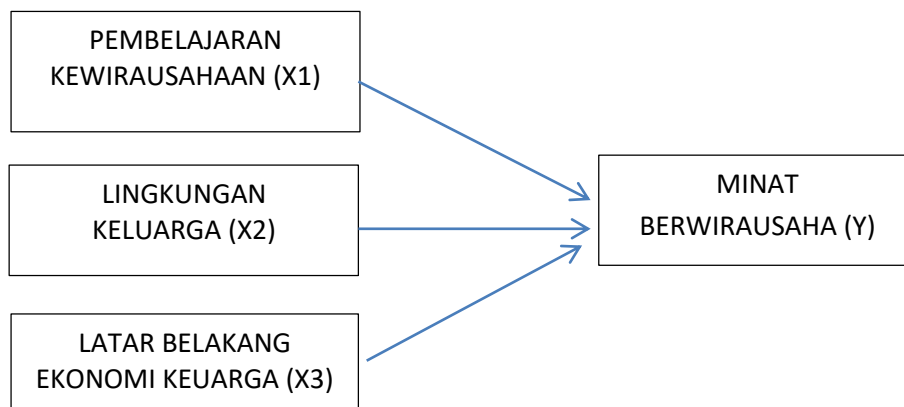 PEMBELAJARAN
KEWIRAUSAHAAN (X1)
LINGKUNGAN
KELUARGA (X2)
LATAR BELAKANG
EKONOMI KEUARGA (X3)
MINAT
BERWIRAUSAHA (Y)